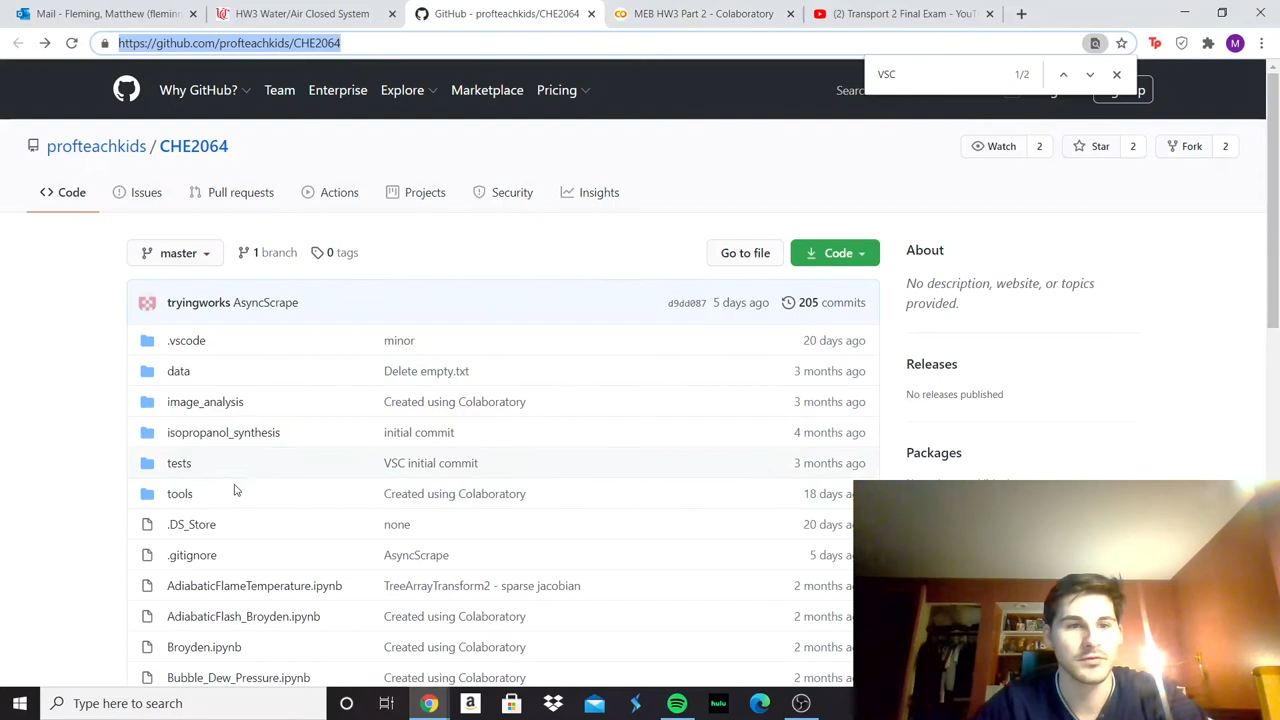 Mail - Fleming, Matthew (flemin
HW3 Water/Air Closed System
GitHub - profteachkids/CHE2064
MEB HW3 Part 2 - Colaboratory
(2) Transport 2 Final Exam - You
https://github.com/profteachkids/CHE2064
M
VSC
1/2
Why GitHub?
Team
Enterprise
Explore
Marketplace
Pricing
profteachkids / CHE2064
Watch 2
Star 2
Fork 2
Code
Issues
Pull requests
Actions
Projects
Security
Insights
master
1 branch
0 tags
Go to file
Code
tryingworks AsyncScrape
d9dd087 5 days ago
205 commits
.vscode minor 20 days ago
data Delete empty.txt 3 months ago
image_analysis Created using Colaboratory 3 months ago
isopropanol_synthesis initial commit 4 months ago
tests VSC initial commit 3 months ago
tools Created using Colaboratory 18 days ago
.DS_Store none 20 days ago
.gitignore AsyncScrape 5 days ago
AdiabaticFlameTemperature.ipynb TreeArrayTransform2 - sparse jacobian 2 months ago
AdiabaticFlash_Broyden.ipynb Created using Colaboratory 2 months ago
Broyden.ipynb Created using Colaboratory 2 months ago
Bubble_Dew_Pressure.ipynb Created using Colaboratory 2 months ago
About
No description, website, or topics
provided.
Releases
No releases published
Packages
Type here to search
hulu